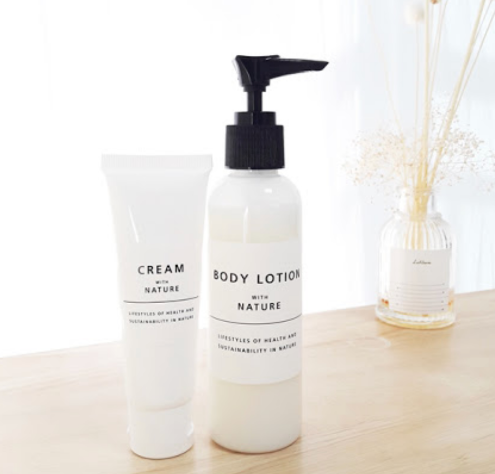 CREAM
WITH
NATURE
LIFESTYLES OF HEALTH AND
SUSTAINABILITY IN NATURE
BODY LOTION
WITH
NATURE
LIFESTYLES OF HEALTH AND
SUSTAINABILITY IN NATURE